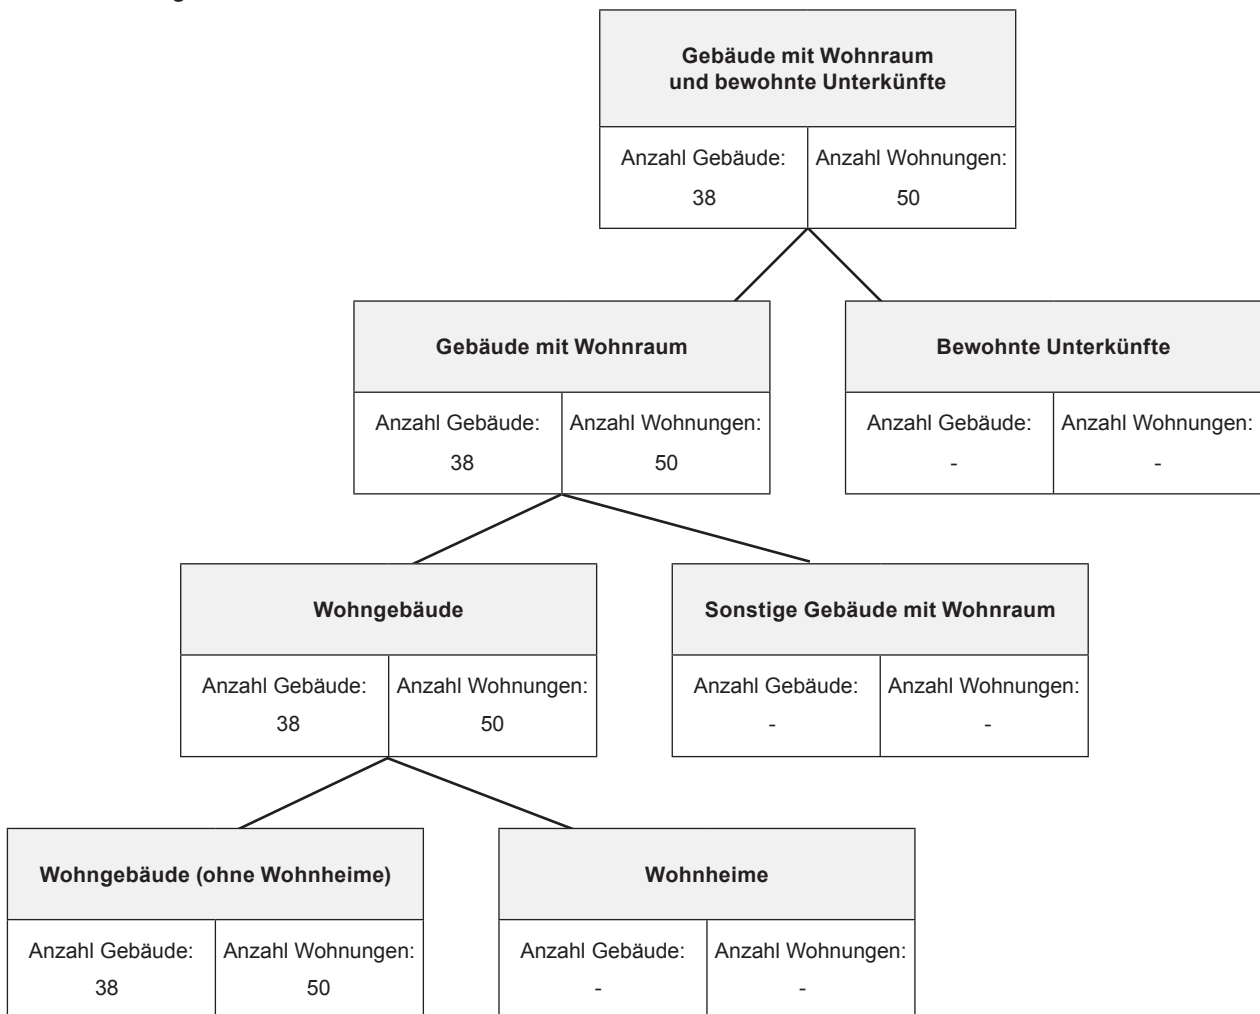 Gebäude mit Wohnraum
und bewohnte Unterkünfte
Anzahl Gebäude: Anzahl Wohnungen:
38 50
Gebäude mit Wohnraum Bewohnte Unterkünfte
Anzahl Gebäude: Anzahl Wohnungen: Anzahl Gebäude: Anzahl Wohnungen:
38 50 - -
Wohngebäude Sonstige Gebäude mit Wohnraum
Anzahl Gebäude: Anzahl Wohnungen: Anzahl Gebäude: Anzahl Wohnungen:
38 50 - -
Wohngebäude (ohne Wohnheime) Wohnheime
Anzahl Gebäude: Anzahl Wohnungen: Anzahl Gebäude: Anzahl Wohnungen:
38 50 - -